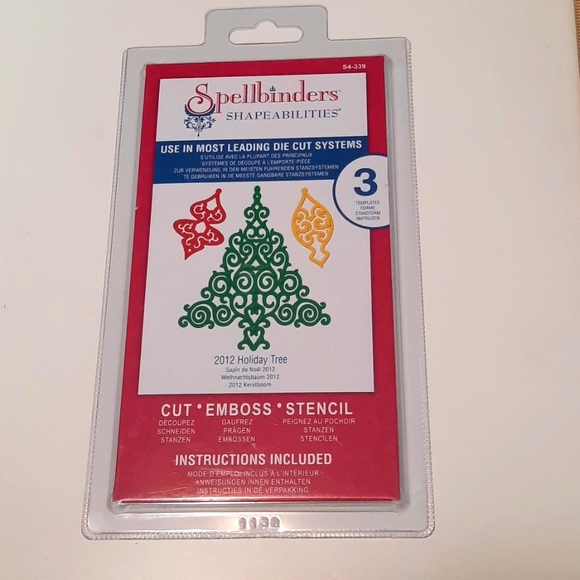 S4-339
Spellbinders
SHAPEABILITIES®
USE IN MOST LEADING DIE CUT SYSTEMS
S'UTILISE AVEC LA PLUPART DES PRINCIPAUX
SYSTÈMES DE DÉCOUPE À L'EMPORTE-PIÈCE
ZUR VERWENDUNG IN DEN MEISTEN FÜHRENDEN STANZSYSTEMEN
TE GEBRUIKEN IN DE MEESTE GANGBARE STANZSYSTEMEN
3
TEMPLATES
FORME
STANZFORM
MATRIJZEN
2012 Holiday Tree
Sapin de Noël 2012
Weihnachtsbaum 2012
2012 Kerstboom
CUT • EMBOSS • STENCIL
DÉCOUPEZ GAUFREZ PEIGNEZ AU POCHOIR
SCHNEIDEN PRÄGEN STANZEN
STANZEN EMBOSSEN STENCILEN
INSTRUCTIONS INCLUDED
MODE D'EMPLOI INCLUS À L'INTÉRIEUR
ANWEISUNGEN INNEN ENTHALTEN
INSTRUCTIES IN DE VERPAKKING